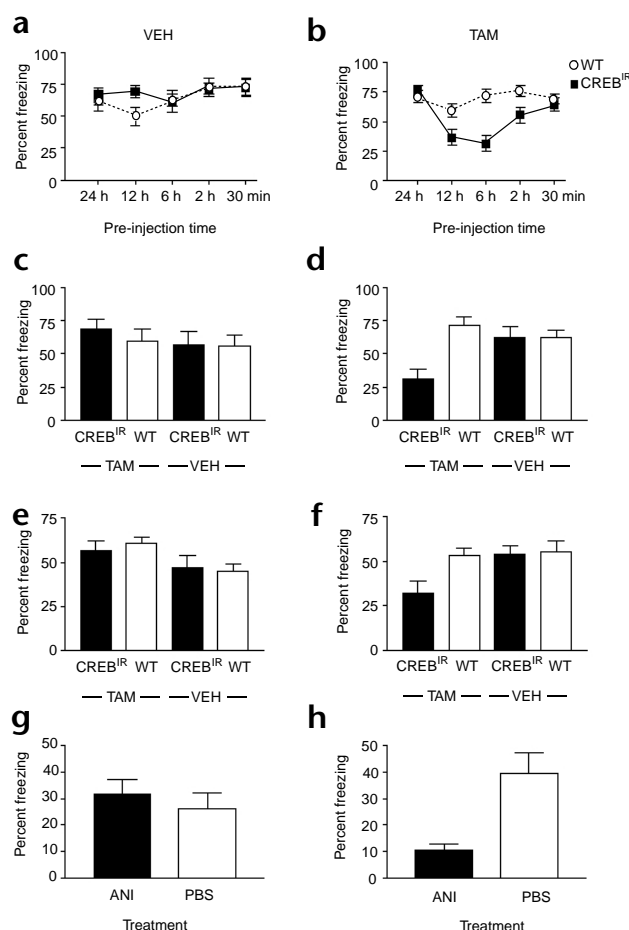 a
VEH
Percent freezing
100
75
50
25
0
24 h 12 h 6 h 2 h 30 min
Pre-injection time
b
TAM
WT
CREB^IR
Percent freezing
100
75
50
25
0
24 h 12 h 6 h 2 h 30 min
Pre-injection time
c
Percent freezing
100
75
50
25
0
CREB^IR WT CREB^IR WT
TAM VEH
d
Percent freezing
100
75
50
25
0
CREB^IR WT CREB^IR WT
TAM VEH
e
Percent freezing
75
50
25
0
CREB^IR WT CREB^IR WT
TAM VEH
f
Percent freezing
75
50
25
0
CREB^IR WT CREB^IR WT
TAM VEH
g
Percent freezing
50
40
30
20
10
0
ANI PBS
Treatment
h
Percent freezing
50
40
30
20
10
0
ANI PBS
Treatment